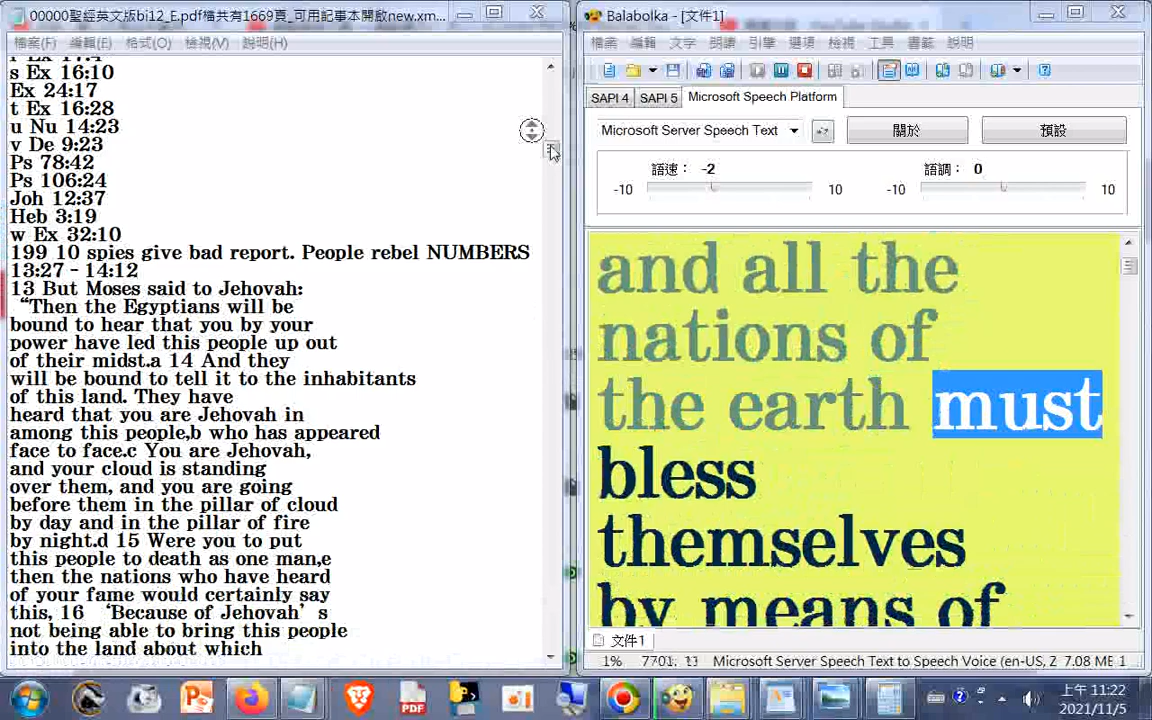 00000聖經英文版bi12_E.pdf檔共有1669頁_可用記事本開啟new.xm...
檔案(F) 編輯(E) 格式(O) 檢視(V) 說明(H)
s Ex 16:10
Ex 24:17
t Ex 16:28
u Nu 14:23
v De 9:23
Ps 78:42
Ps 106:24
Joh 12:37
Heb 3:19
w Ex 32:10
199 10 spies give bad report. People rebel NUMBERS
13:27 - 14:12
13 But Moses said to Jehovah:
“Then the Egyptians will be
bound to hear that you by your
power have led this people up out
of their midst.a 14 And they
will be bound to tell it to the inhabitants
of this land. They have
heard that you are Jehovah in
among this people,b who has appeared
face to face.c You are Jehovah,
and your cloud is standing
over them, and you are going
before them in the pillar of cloud
by day and in the pillar of fire
by night.d 15 Were you to put
this people to death as one man,e
then the nations who have heard
of your fame would certainly say
this, 16 ‘Because of Jehovah’s
not being able to bring this people
into the land about which
Balabolka - [文件1]
檔案 編輯 文字 朗讀 引擎 選項 檢視 工具 書籤 說明
SAPI 4 SAPI 5 Microsoft Speech Platform
Microsoft Server Speech Text
關於 預設
語速： -2 語調： 0
-10 10 -10 10
and all the
nations of
the earth must
bless
themselves
by means of
文件1
1% 7701: 13 Microsoft Server Speech Text to Speech Voice (en-US, 2 7.08 ME 1
上午 11:22
2021/11/5